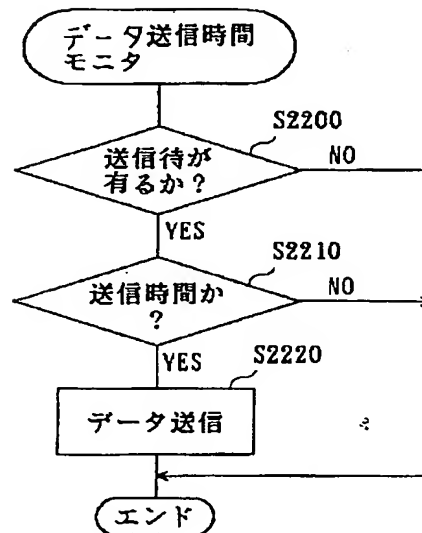 データ送信時間
モニタ
S2200
送信待が
有るか？
NO
YES
S2210
送信時間か
？
NO
YES
S2220
データ送信
エンド